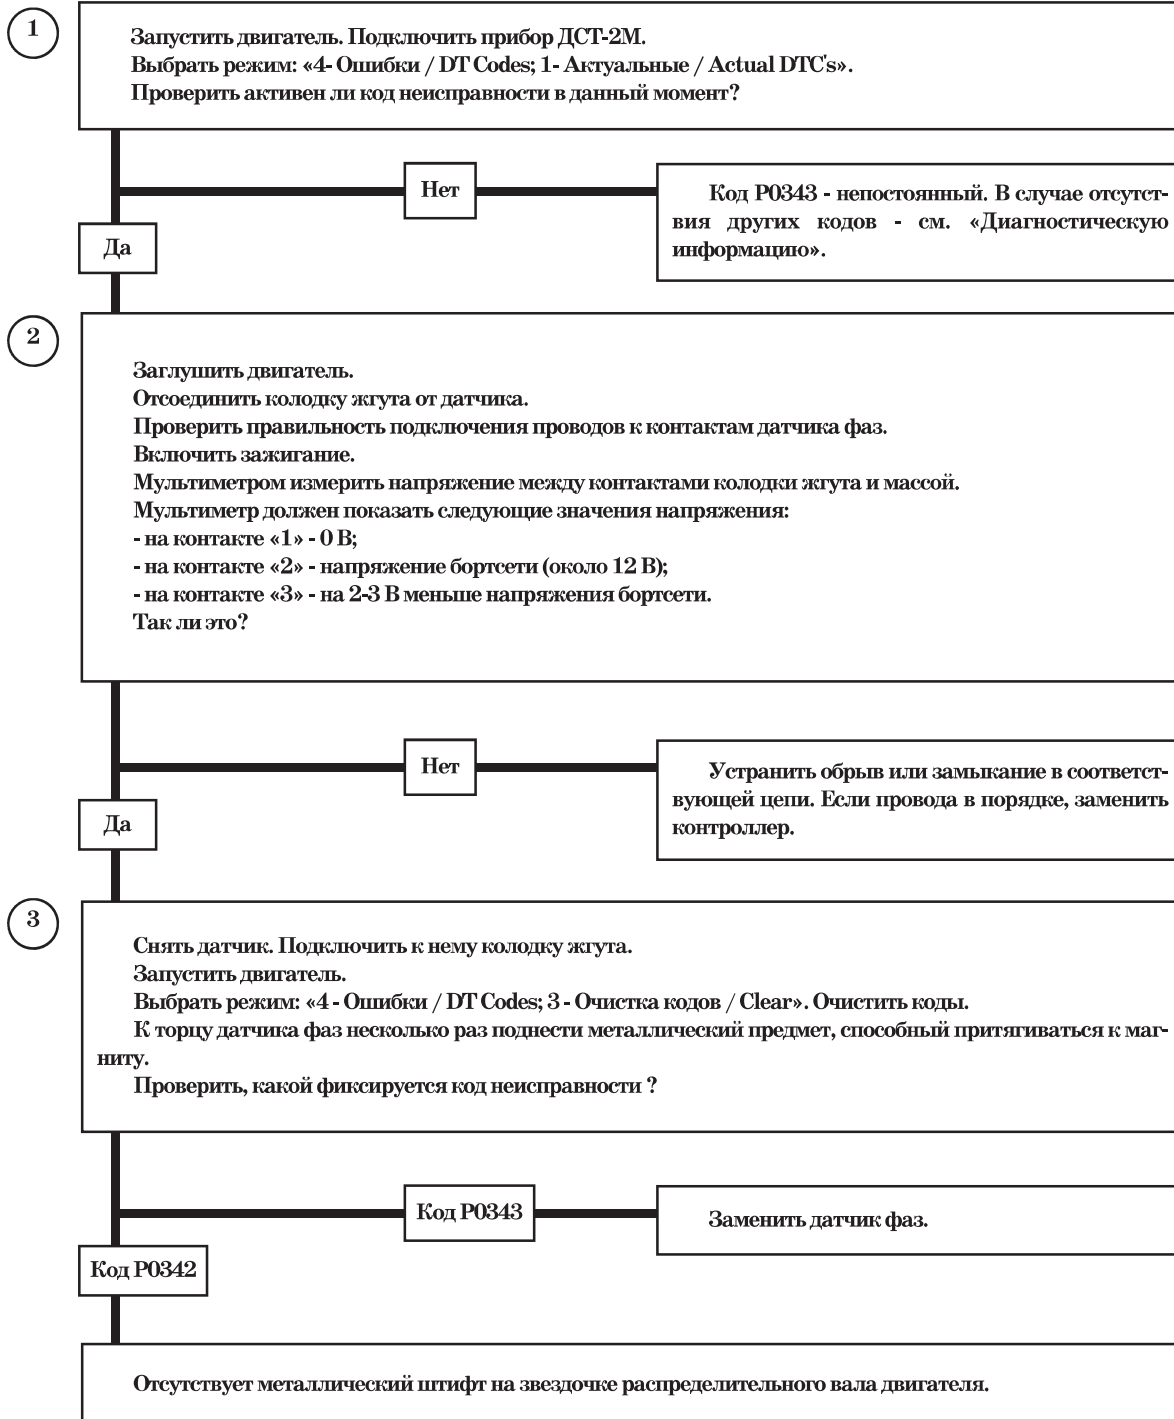 1
Запустить двигатель. Подключить прибор ДСТ-2М.
Выбрать режим: «4- Ошибки / DT Codes; 1- Актуальные / Actual DTC's».
Проверить активен ли код неисправности в данный момент?
Нет
Код P0343 - непостоянный. В случае отсутст-
вия других кодов - см. «Диагностическую
информацию».
Да
2
Заглушить двигатель.
Отсоединить колодку жгута от датчика.
Проверить правильность подключения проводов к контактам датчика фаз.
Включить зажигание.
Мультиметром измерить напряжение между контактами колодки жгута и массой.
Мультиметр должен показать следующие значения напряжения:
- на контакте «1» - 0 В;
- на контакте «2» - напряжение бортсети (около 12 В);
- на контакте «3» - на 2-3 В меньше напряжения бортсети.
Так ли это?
Нет
Устранить обрыв или замыкание в соответст-
вующей цепи. Если провода в порядке, заменить
контроллер.
Да
3
Снять датчик. Подключить к нему колодку жгута.
Запустить двигатель.
Выбрать режим: «4 - Ошибки / DT Codes; 3 - Очистка кодов / Clear». Очистить коды.
К торцу датчика фаз несколько раз поднести металлический предмет, способный притягиваться к маг-
ниту.
Проверить, какой фиксируется код неисправности ?
Код P0343
Заменить датчик фаз.
Код P0342
Отсутствует металлический штифт на звездочке распределительного вала двигателя.